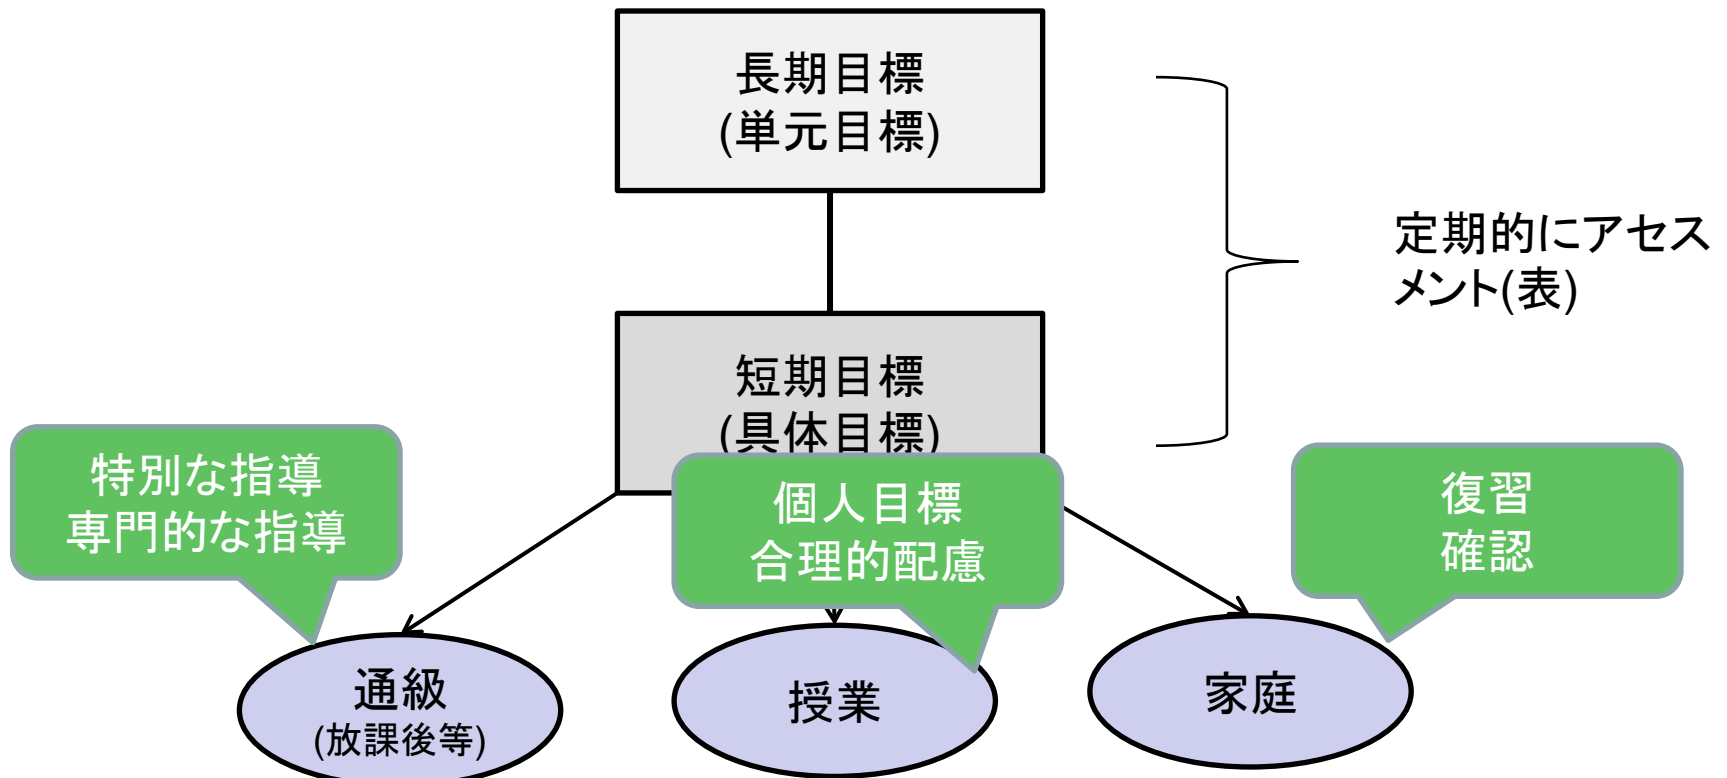 長期目標
(単元目標)
定期的にアセス
メント(表)
短期目標
(具体目標)
特別な指導
専門的な指導
個人目標
合理的配慮
復習
確認
通級
(放課後等)
授業
家庭